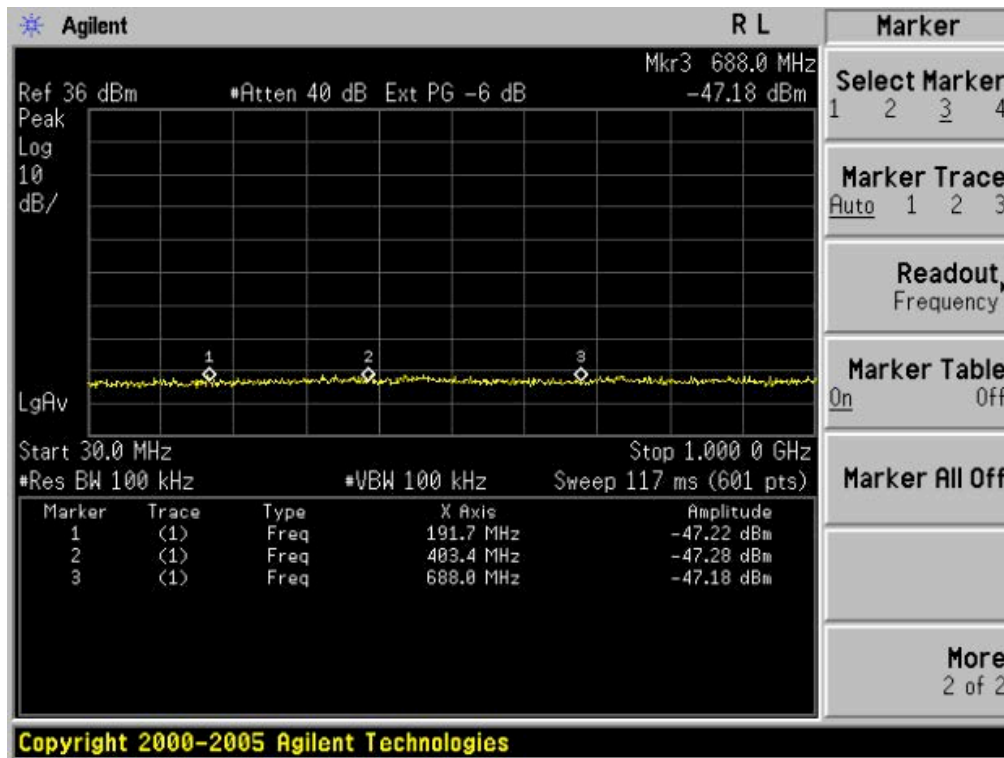 Agilent R L
Mkr3 688.0 MHz
Ref 36 dBm #Atten 40 dB Ext PG -6 dB -47.18 dBm
Peak
Log
10
dB/
1 2 3
LgAv
Start 30.0 MHz Stop 1.000 0 GHz
#Res BW 100 kHz #VBW 100 kHz Sweep 117 ms (601 pts)
Marker Trace Type X Axis Amplitude
1 (1) Freq 191.7 MHz -47.22 dBm
2 (1) Freq 403.4 MHz -47.28 dBm
3 (1) Freq 688.0 MHz -47.18 dBm
Marker
Select Marker
1 2 3 4
Marker Trace
Auto 1 2 3
Readout
Frequency
Marker Table
On Off
Marker All Off
More
2 of 2
Copyright 2000-2005 Agilent Technologies